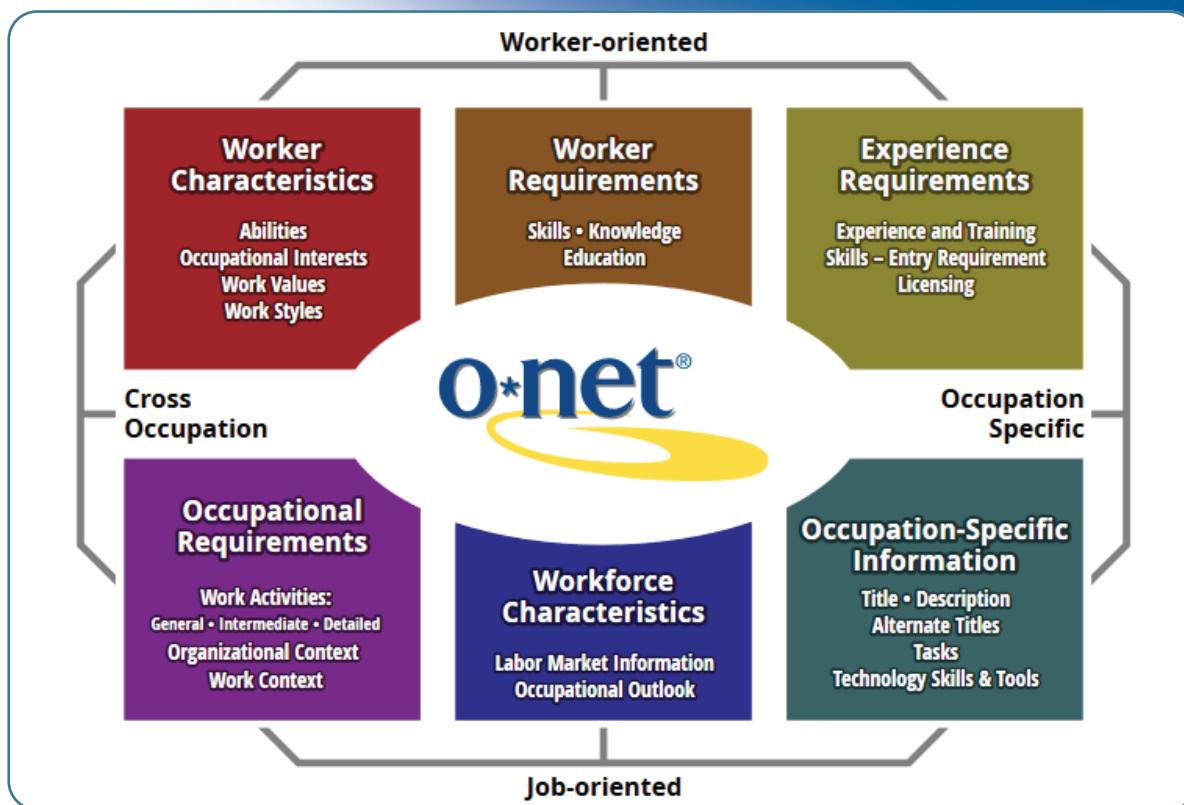 Worker-oriented
Worker
Characteristics
Abilities
Occupational Interests
Work Values
Work Styles
Worker
Requirements
Skills • Knowledge
Education
Experience
Requirements
Experience and Training
Skills – Entry Requirement
Licensing
o*net®
Cross
Occupation
Occupation
Specific
Occupational
Requirements
Work Activities:
General • Intermediate • Detailed
Organizational Context
Work Context
Workforce
Characteristics
Labor Market Information
Occupational Outlook
Occupation-Specific
Information
Title • Description
Alternate Titles
Tasks
Technology Skills & Tools
Job-oriented